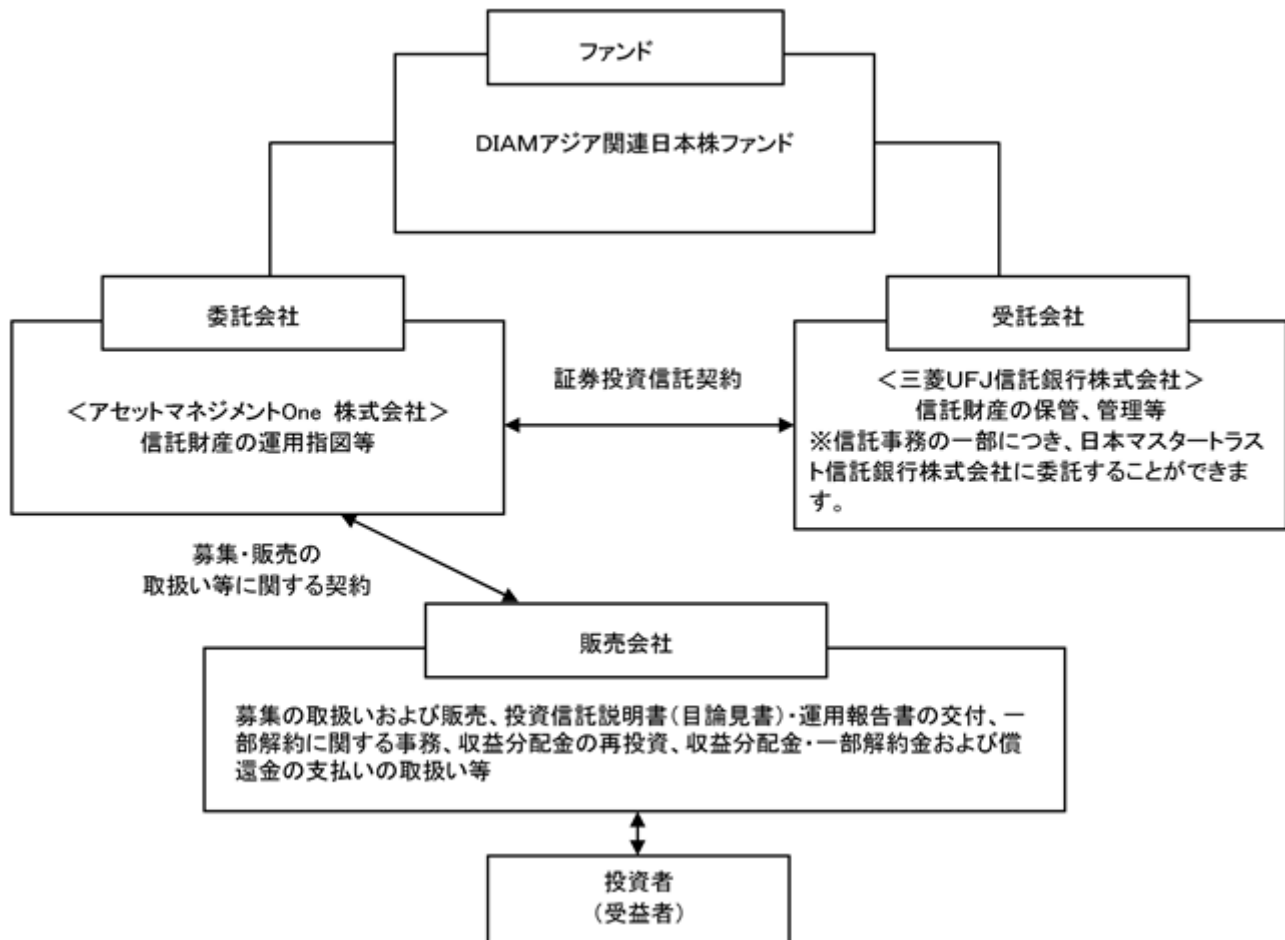 ファンド
DIAMアジア関連日本株ファンド
委託会社
<アセットマネジメントOne 株式会社>
信託財産の運用指図等
証券投資信託契約
受託会社
<三菱UFJ信託銀行株式会社>
信託財産の保管、管理等
※信託事務の一部につき、日本マスタートラス
ト信託銀行株式会社に委託することができま
す。
募集・販売の
取扱い等に関する契約
販売会社
募集の取扱いおよび販売、投資信託説明書(目論見書)・運用報告書の交付、一
部解約に関する事務、収益分配金の再投資、収益分配金・一部解約金および償
還金の支払いの取扱い等
投資者
(受益者)